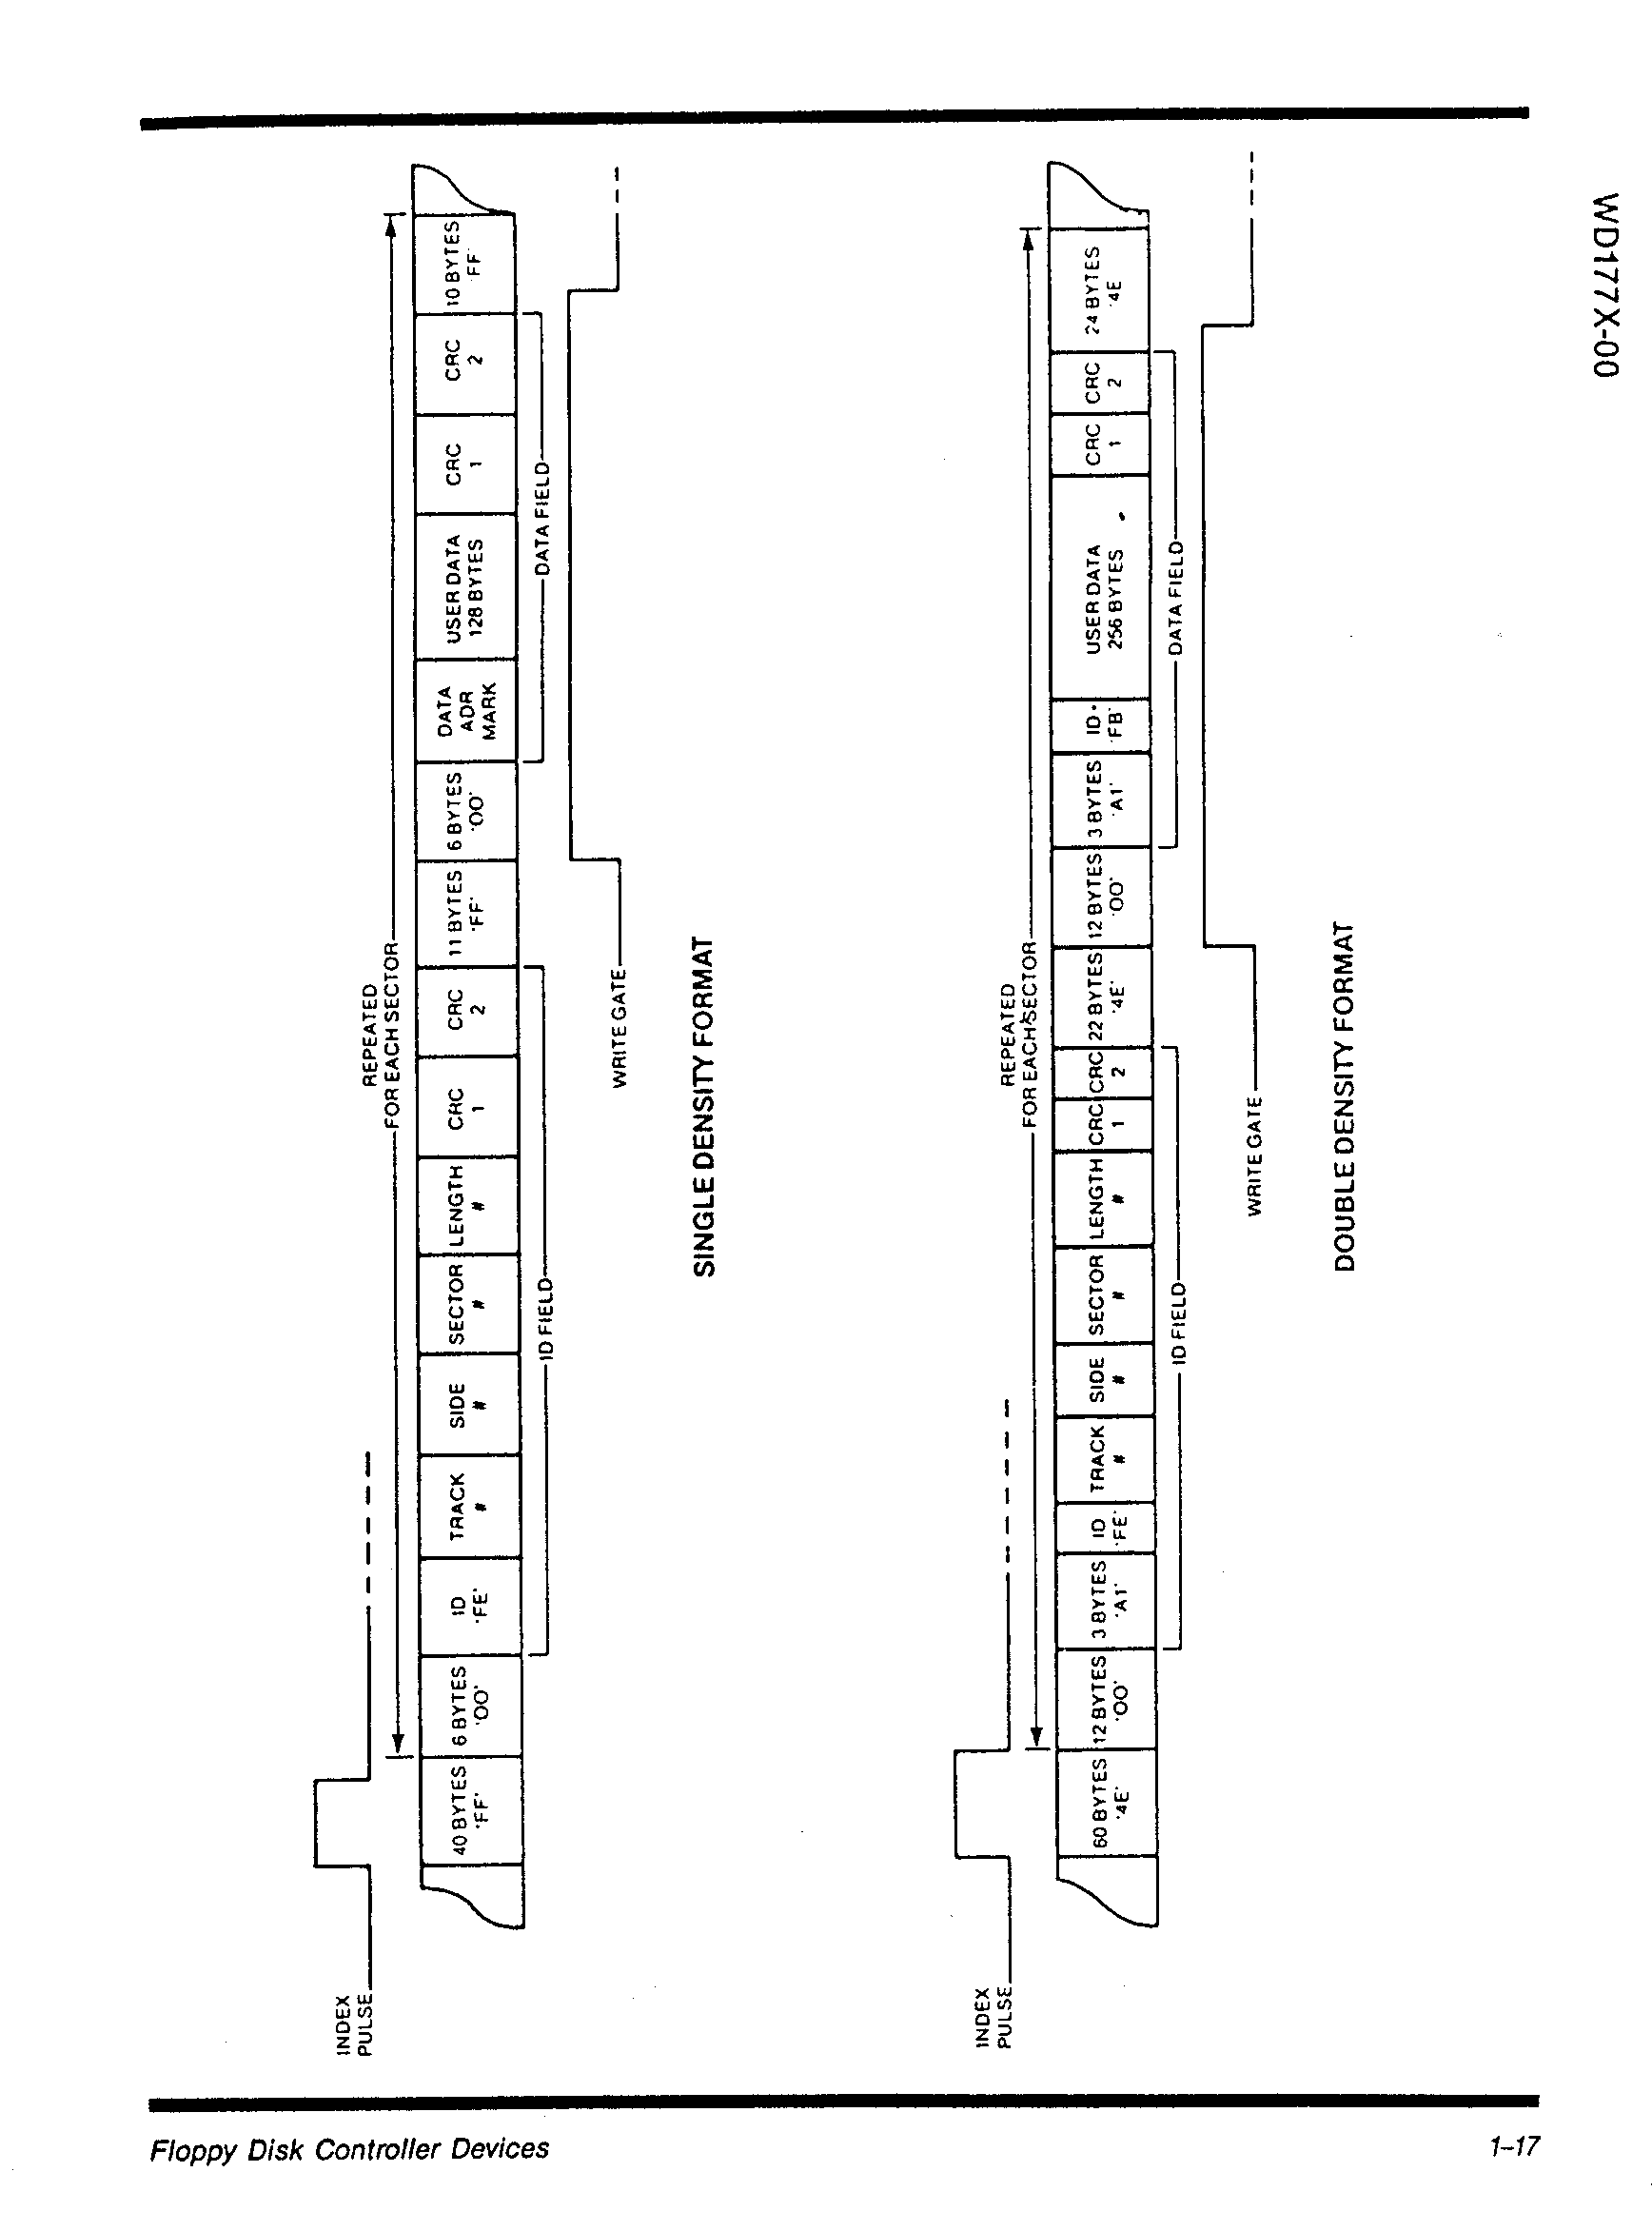 WD177X-00
INDEX
PULSE
REPEATED
FOR EACH SECTOR
40 BYTES
'FF'
6 BYTES
'OO'
ID
'FE'
TRACK
#
SIDE
#
SECTOR
#
LENGTH
#
CRC
1
CRC
2
11 BYTES
'FF'
6 BYTES
'OO'
DATA
ADR
MARK
USER DATA
128 BYTES
CRC
1
CRC
2
10 BYTES
'FF'
ID FIELD
DATA FIELD
WRITE GATE
SINGLE DENSITY FORMAT
INDEX
PULSE
REPEATED
FOR EACH SECTOR
60 BYTES
'4E'
12 BYTES
'OO'
3 BYTES
'A1'
ID
'FE'
TRACK
#
SIDE
#
SECTOR
#
LENGTH
#
CRC
1
CRC
2
22 BYTES
'4E'
12 BYTES
'OO'
3 BYTES
'A1'
ID
'FB'
USER DATA
256 BYTES
CRC
1
CRC
2
24 BYTES
'4E
ID FIELD
DATA FIELD
WRITE GATE
DOUBLE DENSITY FORMAT
Floppy Disk Controller Devices
1–17